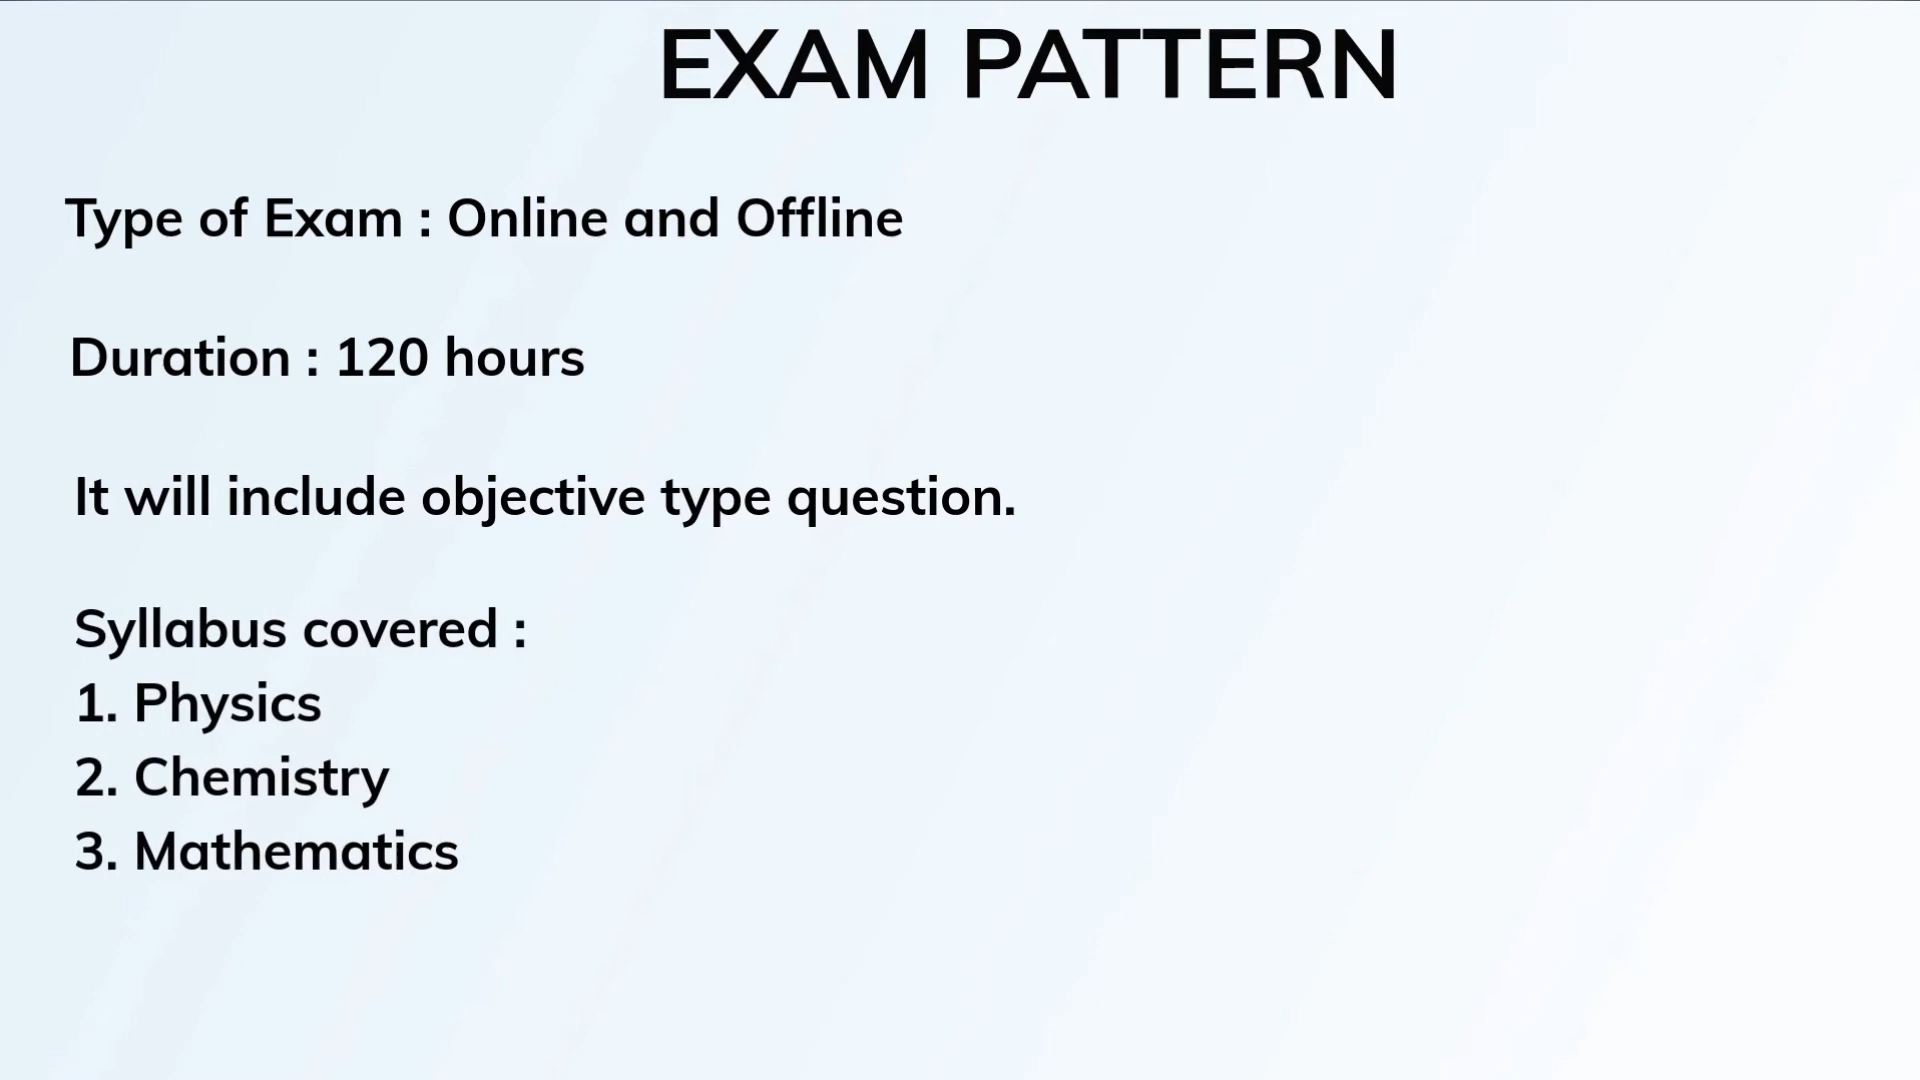 EXAM PATTERN
Type of Exam : Online and Offline
Duration : 120 hours
It will include objective type question.
Syllabus covered :
1. Physics
2. Chemistry
3. Mathematics